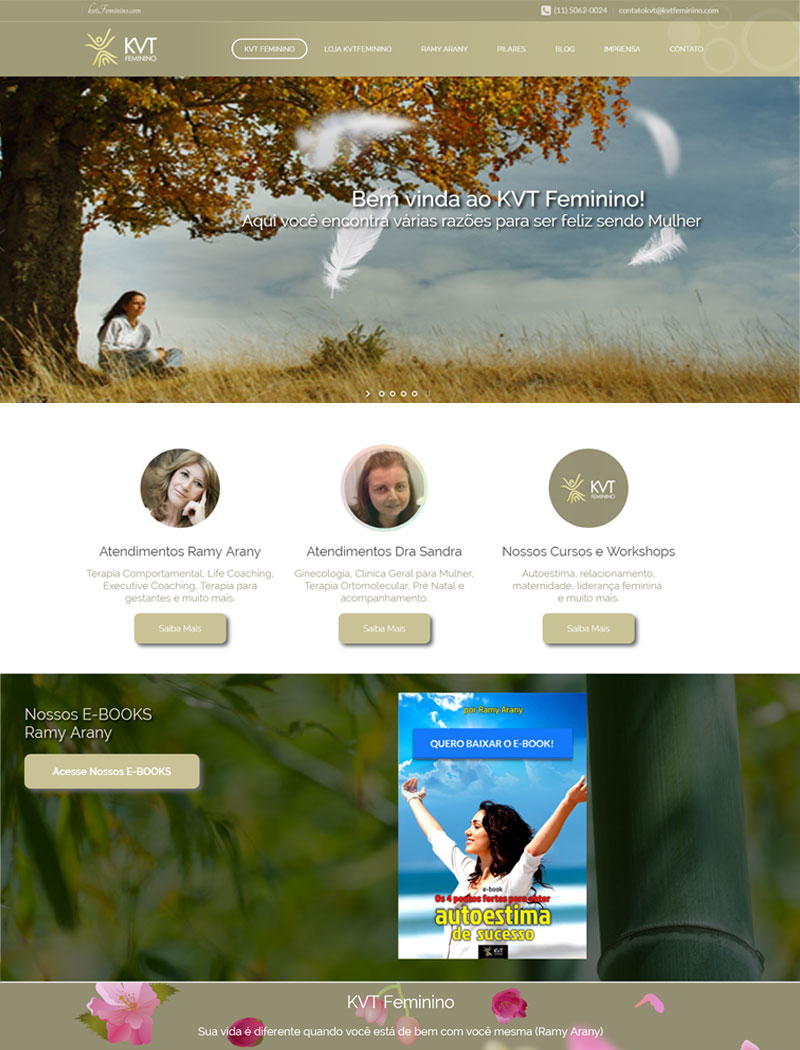 kvtFeminino.com
(11) 5062-0024
contatokvt@kvtfeminino.com
KVT
FEMININO
KVT FEMININO
LOJA KVTFEMININO
RAMY ARANY
PILARES
BLOG
IMPRENSA
CONTATO
Bem vinda ao KVT Feminino!
Aqui você encontra várias razões para ser feliz sendo Mulher
KVT
FEMININO
Atendimentos Ramy Arany
Terapia Comportamental, Life Coaching,
Executive Coaching, Terapia para
gestantes e muito mais.
Saiba Mais
Atendimentos Dra Sandra
Ginecologia, Clinica Geral para Mulher,
Terapia Ortomolecular, Pré Natal e
acompanhamento.
Saiba Mais
Nossos Cursos e Workshops
Autoestima, relacionamento,
maternidade, liderança feminina
e muito mais.
Saiba Mais
Nossos E-BOOKS
Ramy Arany
Acesse Nossos E-BOOKS
por Ramy Arany
QUERO BAIXAR O E-BOOK!
e-book
Os 4 pontos fortes para obter
autoestima
de sucesso
KVT
KVT Feminino
Sua vida é diferente quando você está de bem com você mesma (Ramy Arany)